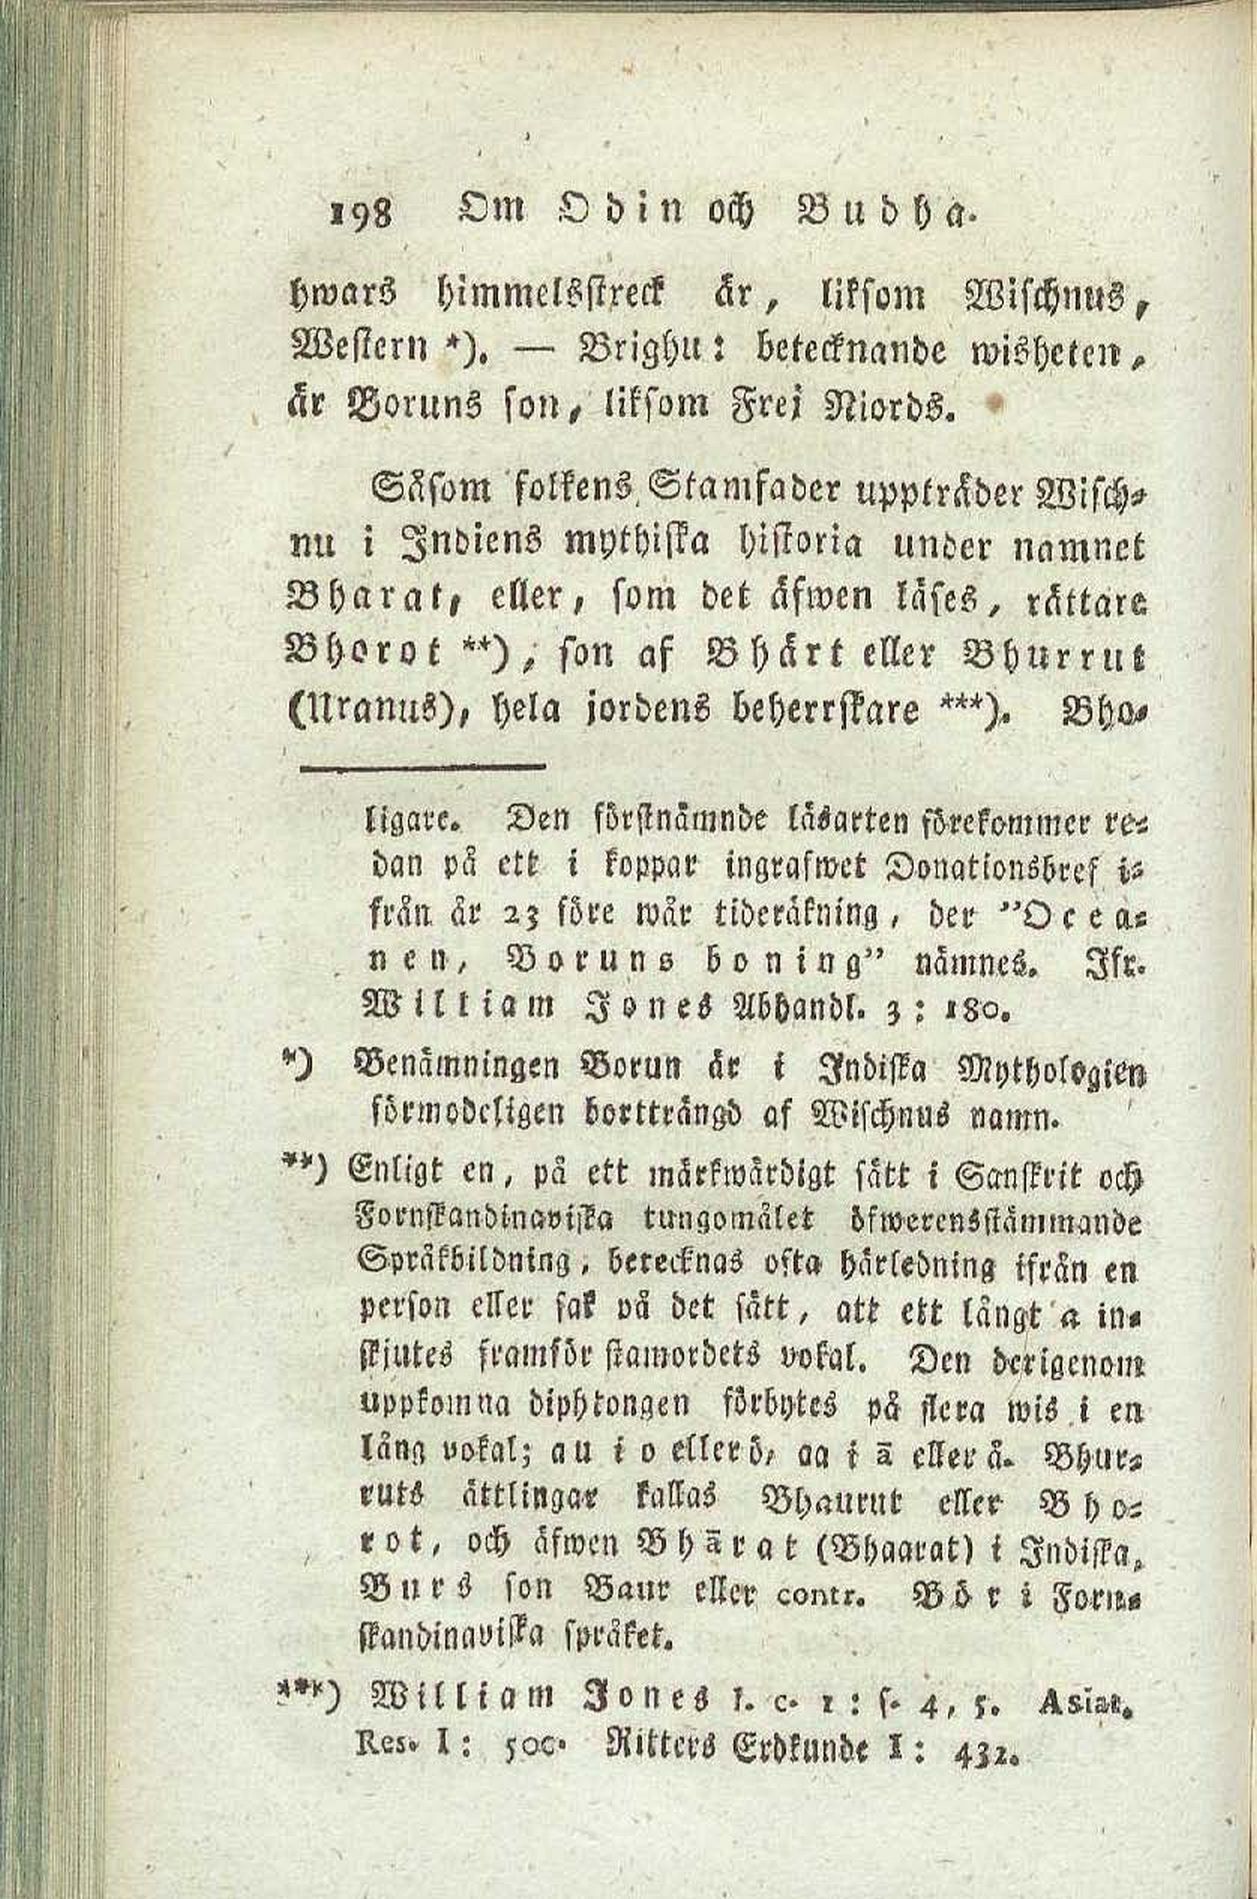 198 Om Odin och Budha.
hwars himmelsstreck är, liksom Wischnus,
Western *). — Brighu: betecknande wisheten,
är Boruns son, liksom Frej Niords.
Såsom folkens Stamfader uppträder Wisch-
nu i Indiens mythiska historia under namnet
Bharat, eller, som det äfwen läses, rättare
Bhorot **), son af Bhärt eller Bhurrut
(Uranus), hela jordens beherrskare ***). Bho-
ligare. Den förstnämnde läsarten förekommer re-
dan på ett i koppar ingrafwet Donationsbref i-
från år 23 före wår tideräkning, der "Ocea-
nen, Boruns boning" nämnes. Jfr.
William Jones Abhandl. 3: 180.
*) Benämningen Borun är i Indiska Mythologien
förmodeligen bortträngd af Wischnus namn.
**) Enligt en, på ett märkwärdigt sätt i Sanskrit och
Fornskandinaviska tungomålet öfwerensstämmande
Språkbildning, betecknas ofta härledning ifrån en
person eller sak på det sätt, att ett långt a in-
skjutes framför stamordets vokal. Den derigenom
uppkomna diphtongen förbytes på flera wis i en
lång vokal; au i o eller ö, aa i ā eller å. Bhur-
ruts ättlingar kallas Bhaurut eller Bho-
rot, och äfwen Bhārat (Bhaarat) i Indiska,
Burs son Baur eller contr. Bör i Forn-
skandinaviska språket.
***) William Jones l. c. 1: s. 4, 5. Asiat.
Res. I: 500. Ritters Erdkunde I: 432.